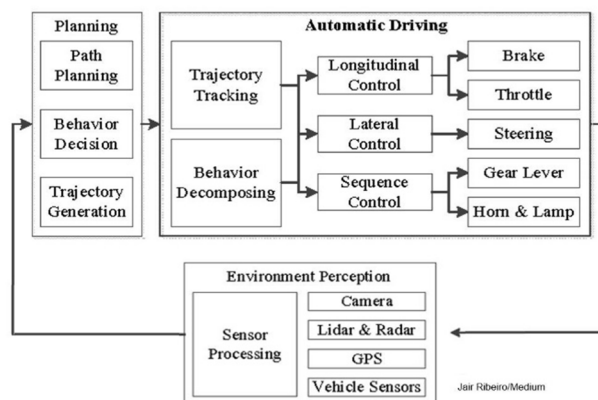 Planning
Path
Planning
Behavior
Decision
Trajectory
Generation
Automatic Driving
Trajectory
Tracking
Behavior
Decomposing
Longitudinal
Control
Lateral
Control
Sequence
Control
Brake
Throttle
Steering
Gear Lever
Horn & Lamp
Environment Perception
Sensor
Processing
Camera
Lidar & Radar
GPS
Vehicle Sensors
Jair Ribeiro/Medium